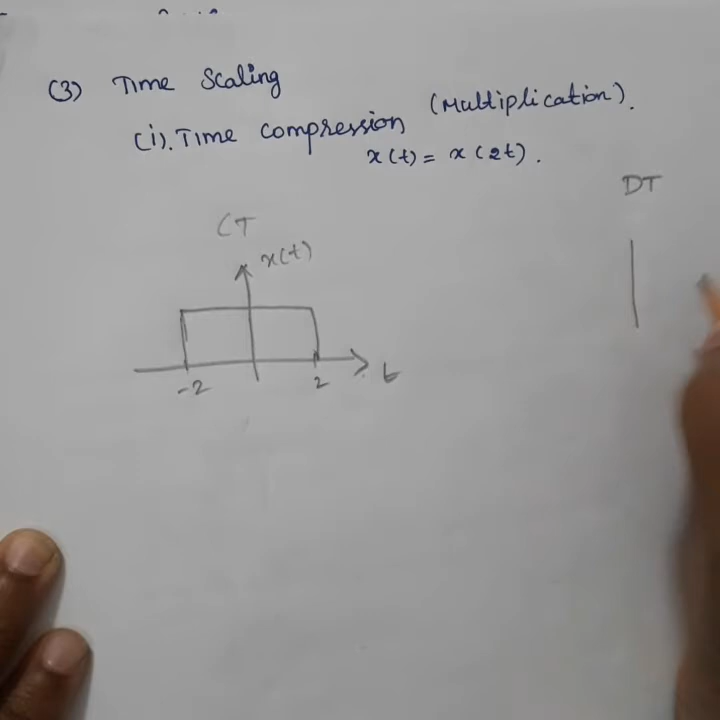 (3) Time Scaling
(i). Time compression (Multiplication).
x(t) = x(2t).
CT
DT
x(t)
-2 2 t